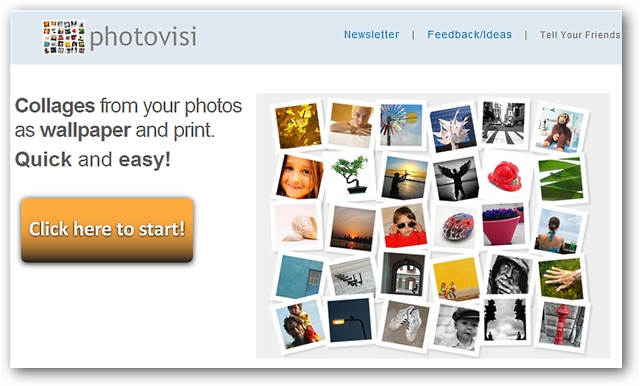 photovisi
Newsletter | Feedback/Ideas | Tell Your Friends
Collages from your photos
as wallpaper and print.
Quick and easy!
Click here to start!